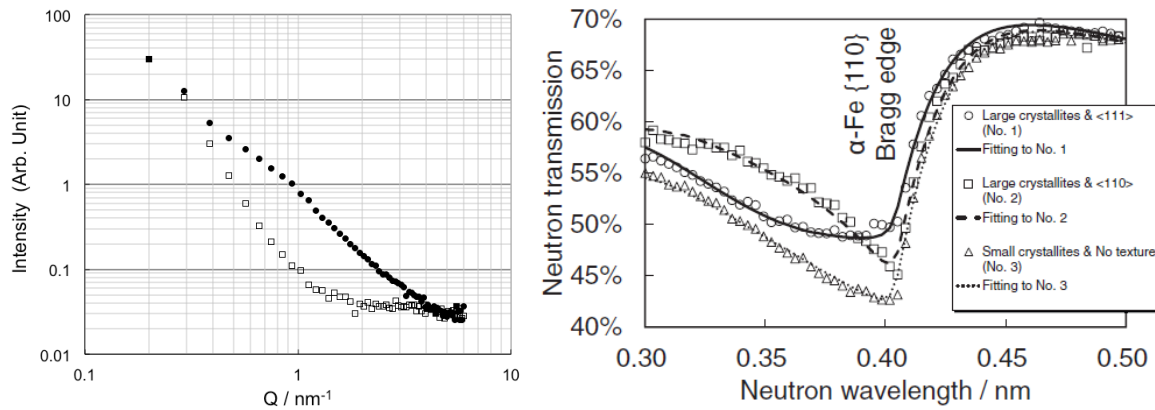 Intensity (Arb. Unit)
100
10
1
0.1
0.01
0.1
1
10
Q / nm⁻¹
Neutron transmission
70%
65%
60%
55%
50%
45%
40%
0.30
0.35
0.40
0.45
0.50
Neutron wavelength / nm
α-Fe {110}
Bragg edge
Large crystallites & <111>
(No. 1)
Fitting to No. 1
Large crystallites & <110>
(No. 2)
Fitting to No. 2
Small crystallites & No texture
(No. 3)
Fitting to No. 3